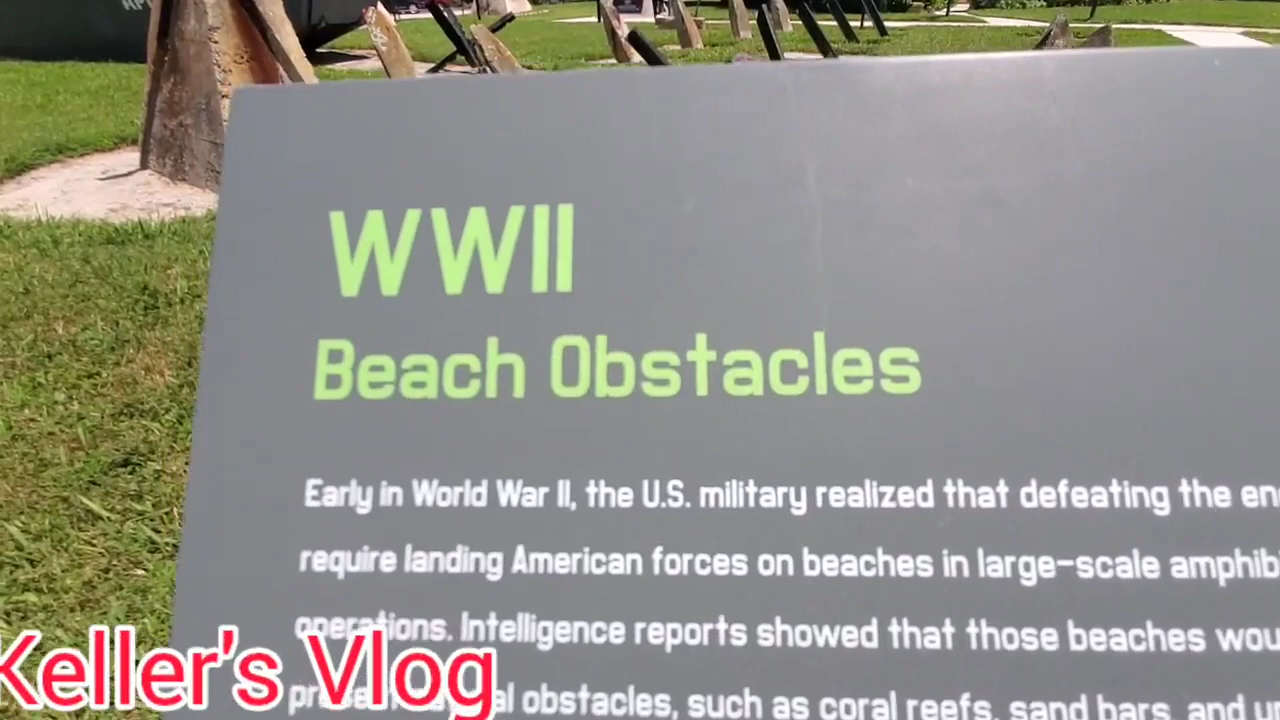 WWII
Beach Obstacles
Early in World War II, the U.S. military realized that defeating the
require landing American forces on beaches in large-scale
operations. Intelligence reports showed that those beaches
obstacles, such as coral reefs, sand bars, and
Keller's Vlog